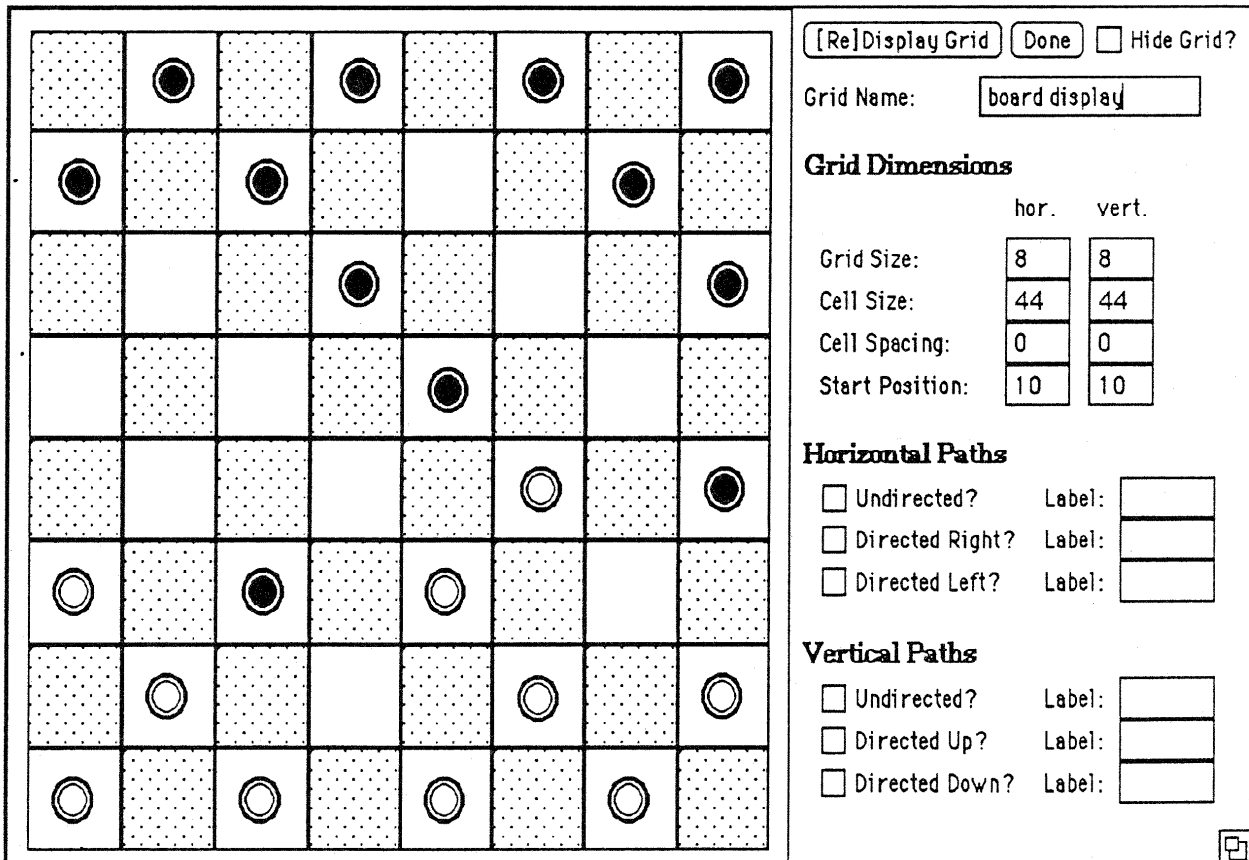 [Re]Display Grid Done Hide Grid?
Grid Name: board display
Grid Dimensions
hor. vert.
Grid Size: 8 8
Cell Size: 44 44
Cell Spacing: 0 0
Start Position: 10 10
Horizontal Paths
Undirected? Label:
Directed Right? Label:
Directed Left? Label:
Vertical Paths
Undirected? Label:
Directed Up? Label:
Directed Down? Label: